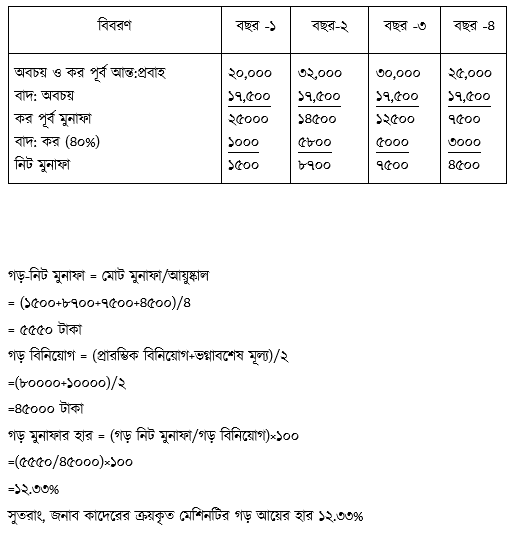 বিবরণ বছর -১ বছর-২ বছর -৩ বছর -৪
অবচয় ও কর পূর্ব আন্ত:প্রবাহ ২০,০০০ ৩২,০০০ ৩০,০০০ ২৫,০০০
বাদ: অবচয় ১৭,৫০০ ১৭,৫০০ ১৭,৫০০ ১৭,৫০০
কর পূর্ব মুনাফা ২৫০০০ ১৪৫০০ ১২৫০০ ৭৫০০
বাদ: কর (৪০%) ১০০০ ৫৮০০ ৫০০০ ৩০০০
নিট মুনাফা ১৫০০ ৮৭০০ ৭৫০০ ৪৫০০
গড়-নিট মুনাফা = মোট মুনাফা/আয়ুষ্কাল
= (১৫০০+৮৭০০+৭৫০০+৪৫০০)/৪
= ৫৫৫০ টাকা
গড় বিনিয়োগ = (প্রারম্ভিক বিনিয়োগ+ভগ্নাবশেষ মূল্য)/২
=(৮০০০০+১০০০০)/২
=৪৫০০০ টাকা
গড় মুনাফার হার = (গড় নিট মুনাফা/গড় বিনিয়োগ)×১০০
=(৫৫৫০/৪৫০০০)×১০০
=১২.৩৩%
সুতরাং, জনাব কাদেরের ক্রয়কৃত মেশিনটির গড় আয়ের হার ১২.৩৩%